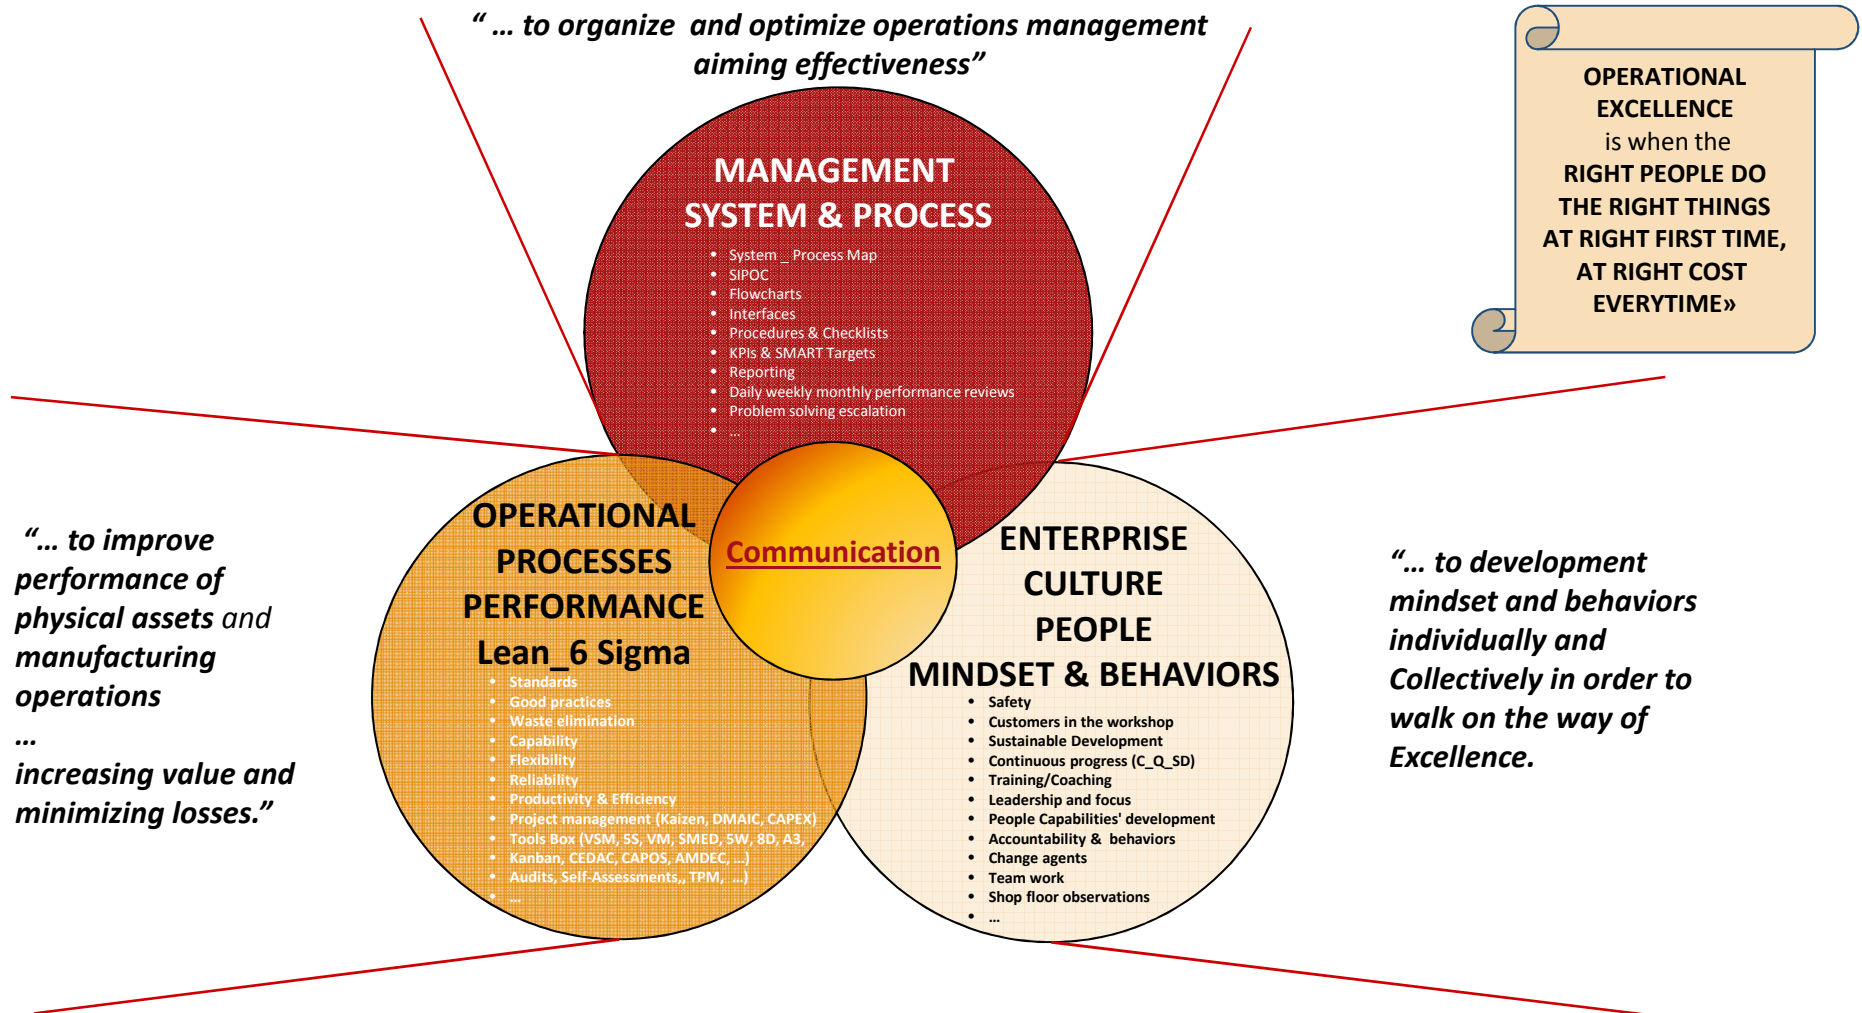 “ … to organize  and optimize operations management
aiming effectiveness”
OPERATIONAL
EXCELLENCE
is when the
RIGHT PEOPLE DO
THE RIGHT THINGS
AT RIGHT FIRST TIME,
AT RIGHT COST
EVERYTIME»
MANAGEMENT
SYSTEM & PROCESS
• System _ Process Map
• SIPOC
• Flowcharts
• Interfaces
• Procedures & Checklists
• KPIs & SMART Targets
• Reporting
• Daily weekly monthly performance reviews
• Problem solving escalation
• …
“… to improve
performance of
physical assets and
manufacturing
operations
…
increasing value and
minimizing losses.”
OPERATIONAL
PROCESSES
PERFORMANCE
Lean_6 Sigma
• Standards
• Good practices
• Waste elimination
• Capability
• Flexibility
• Reliability
• Productivity & Efficiency
• Project management (Kaizen, DMAIC, CAPEX)
• Tools Box (VSM, 5S, VM, SMED, 5W, 8D, A3,
• Kanban, CEDAC, CAPOS, AMDEC, …)
• Audits, Self-Assessments,, TPM,  …)
• …
Communication
ENTERPRISE
CULTURE
PEOPLE
MINDSET & BEHAVIORS
• Safety
• Customers in the workshop
• Sustainable Development
• Continuous progress (C_Q_SD)
• Training/Coaching
• Leadership and focus
• People Capabilities' development
• Accountability &  behaviors
• Change agents
• Team work
• Shop floor observations
• …
“… to development
mindset and behaviors
individually and
Collectively in order to
walk on the way of
Excellence.